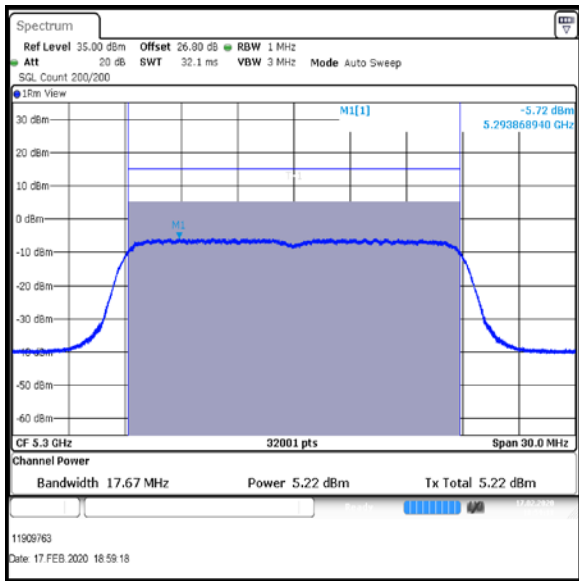 Spectrum
Ref Level 35.00 dBm Offset 26.80 dB RBW 1 MHz
Att 20 dB SWT 32.1 ms VBW 3 MHz Mode Auto Sweep
SGL Count 200/200
1Rm View
M1[1] -5.72 dBm
5.293868940 GHz
30 dBm
20 dBm
10 dBm
0 dBm
M1
-10 dBm
-20 dBm
-30 dBm
-40 dBm
-50 dBm
-60 dBm
CF 5.3 GHz 32001 pts Span 30.0 MHz
Channel Power
Bandwidth 17.67 MHz Power 5.22 dBm Tx Total 5.22 dBm
11909763
Date: 17.FEB.2020 18:59:18